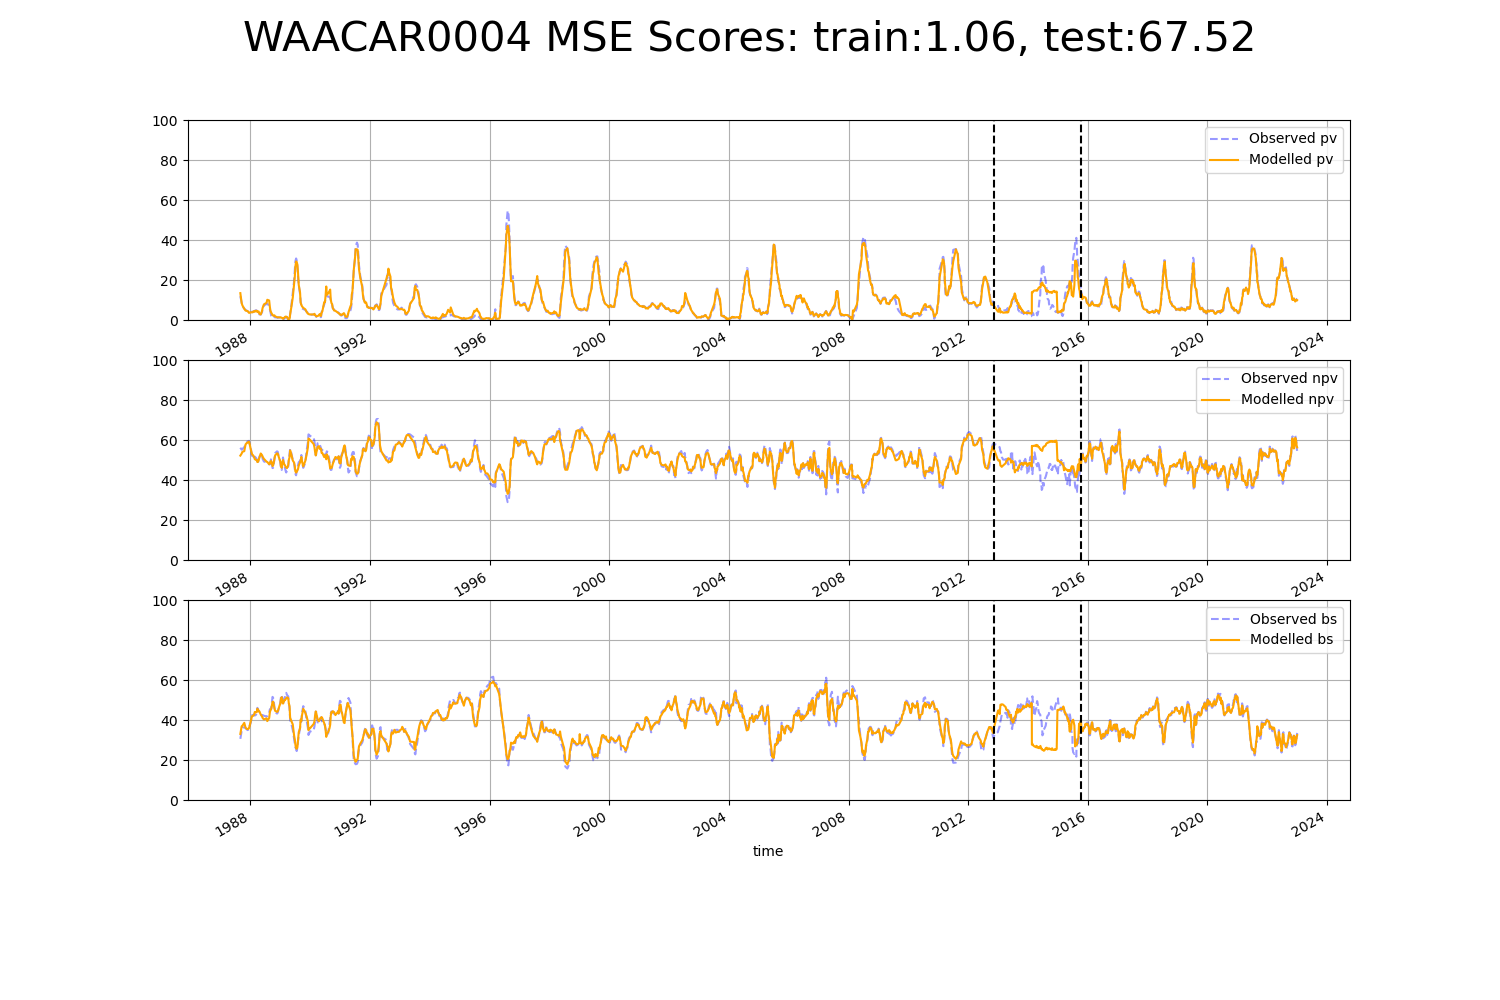 WAACAR0004 MSE Scores: train:1.06, test:67.52
100
80
60
40
20
0
Observed pv
Modelled pv
1988 1992 1996 2000 2004 2008 2012 2016 2020 2024
100
80
60
40
20
0
Observed npv
Modelled npv
1988 1992 1996 2000 2004 2008 2012 2016 2020 2024
100
80
60
40
20
0
Observed bs
Modelled bs
1988 1992 1996 2000 2004 2008 2012 2016 2020 2024
time